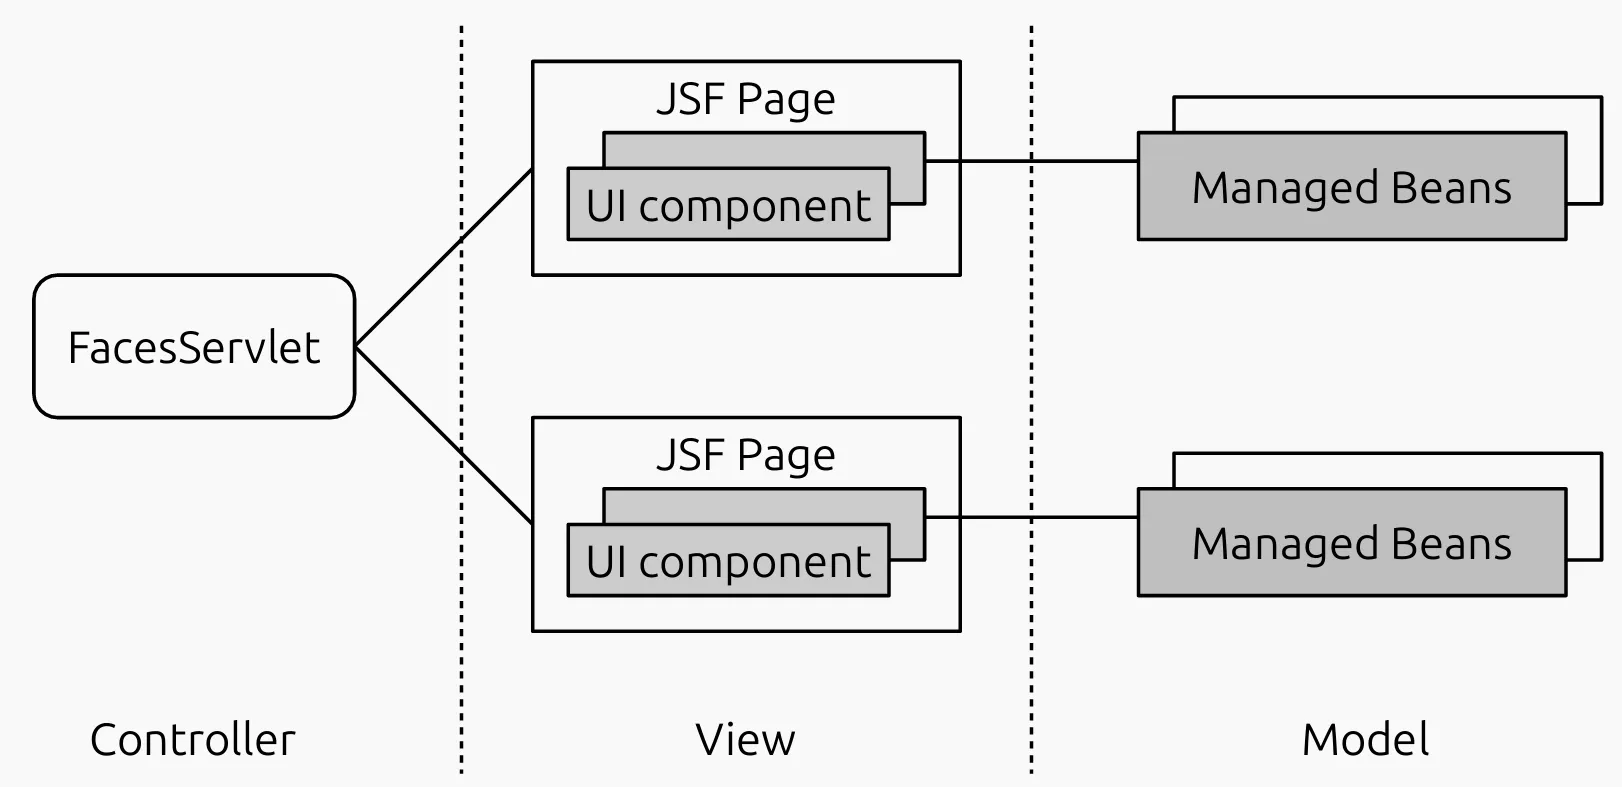 JSF Page
UI component
Managed Beans
FacesServlet
JSF Page
UI component
Managed Beans
Controller
View
Model